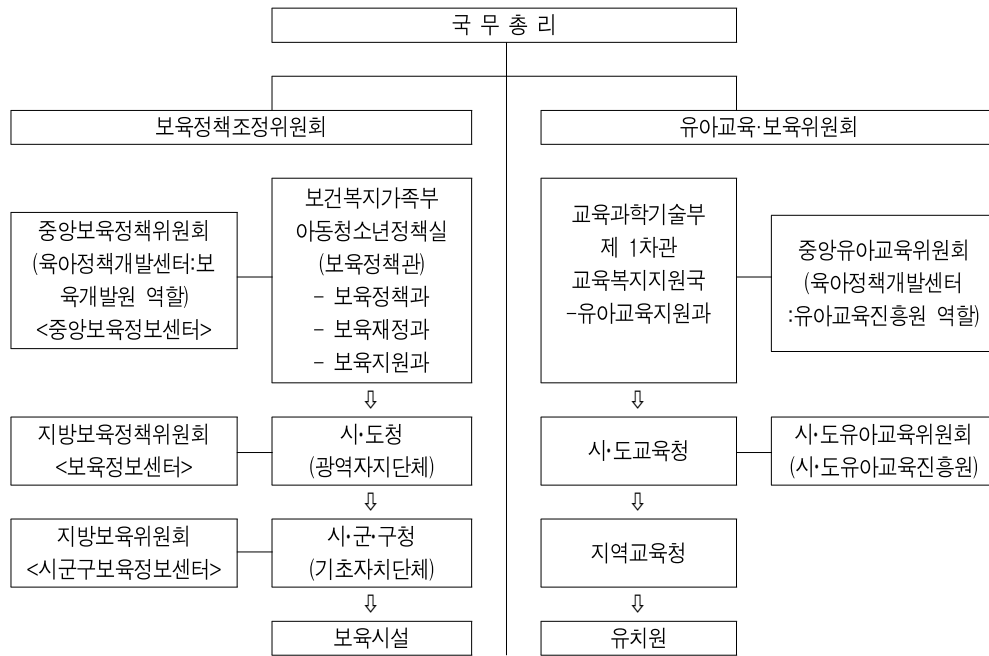 국 무 총 리
보육정책조정위원회
유아교육·보육위원회
중앙보육정책위원회
(육아정책개발센터:보
육개발원 역할)
<중앙보육정보센터>
보건복지가족부
아동청소년정책실
(보육정책관)
- 보육정책과
- 보육재정과
- 보육지원과
교육과학기술부
제 1차관
교육복지지원국
-유아교육지원과
중앙유아교육위원회
(육아정책개발센터
:유아교육진흥원 역할)
⇩
⇩
지방보육정책위원회
<보육정보센터>
시·도청
(광역자지단체)
시·도교육청
시·도유아교육위원회
(시·도유아교육진흥원)
⇩
⇩
지방보육위원회
<시군구보육정보센터>
시·군·구청
(기초자치단체)
지역교육청
⇩
⇩
보육시설
유치원